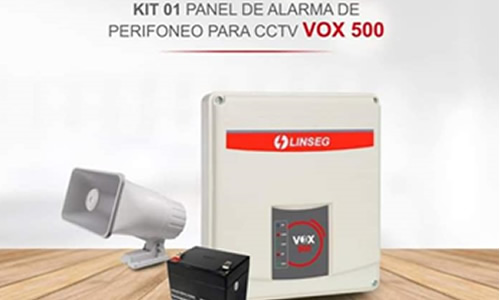 KIT 01 PANEL DE ALARMA DE
PERIFONEO PARA CCTV VOX 500
LINSEG
VOX